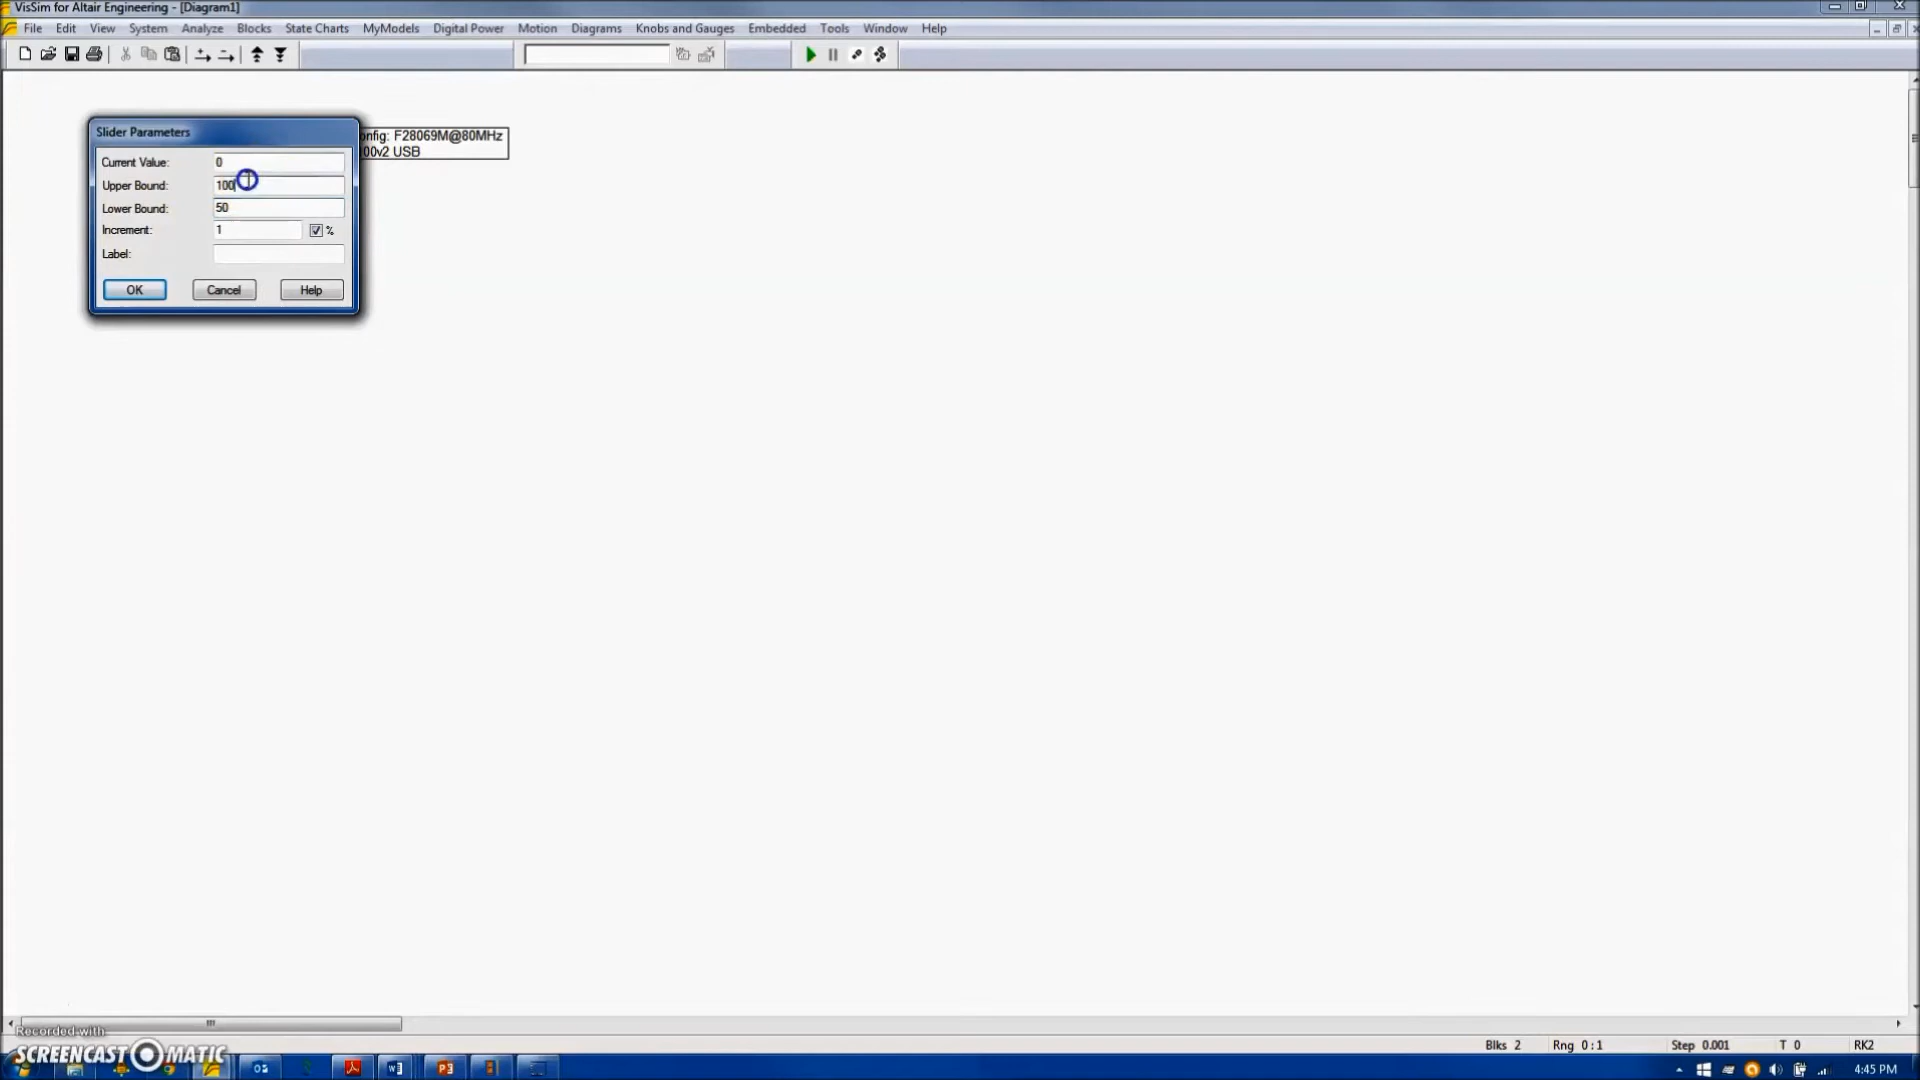 VisSim for Altair Engineering - [Diagram1]
File Edit View System Analyze Blocks State Charts MyModels Digital Power Motion Diagrams Knobs and Gauges Embedded Tools Window Help
Slider Parameters
onfig: F28069M@80MHz
00v2 USB
Current Value: 0
Upper Bound: 100
Lower Bound: 50
Increment: 1 %
Label:
OK Cancel Help
Recorded with
SCREENCAST MATIC
Blks 2 Rng 0:1 Step 0.001 T 0 RK2
4:45 PM